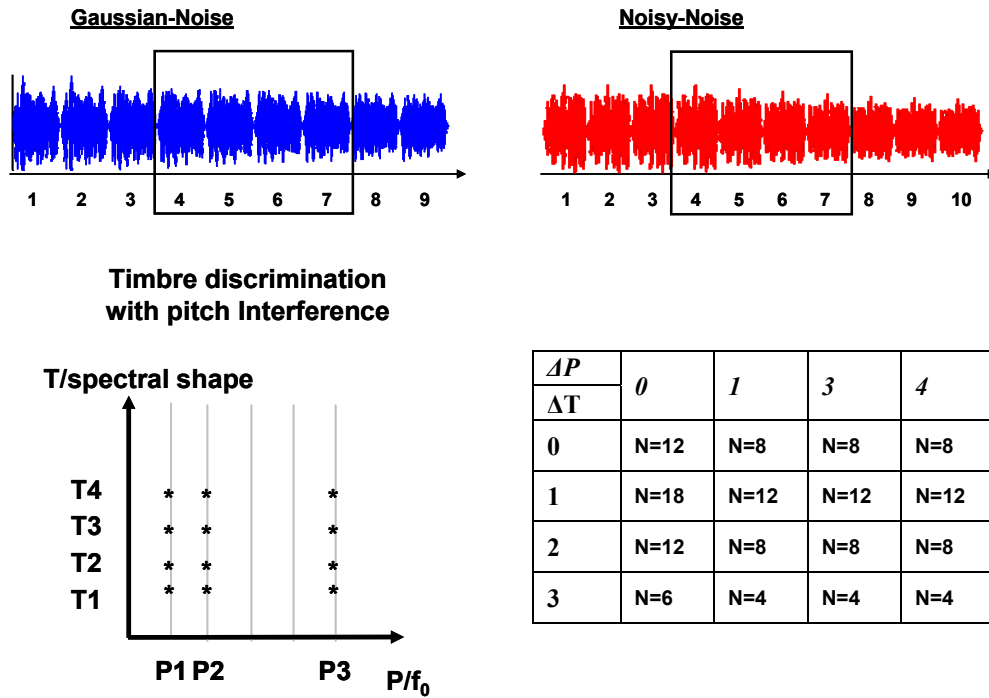 Gaussian-Noise
Noisy-Noise
1 2 3 4 5 6 7 8 9
1 2 3 4 5 6 7 8 9 10
Timbre discrimination
with pitch Interference
T/spectral shape
T4 * * *
T3 * * *
T2 * * *
T1 * * *
P1 P2 P3
P/f₀
ΔP 0 1 3 4
ΔT
0 N=12 N=8 N=8 N=8
1 N=18 N=12 N=12 N=12
2 N=12 N=8 N=8 N=8
3 N=6 N=4 N=4 N=4